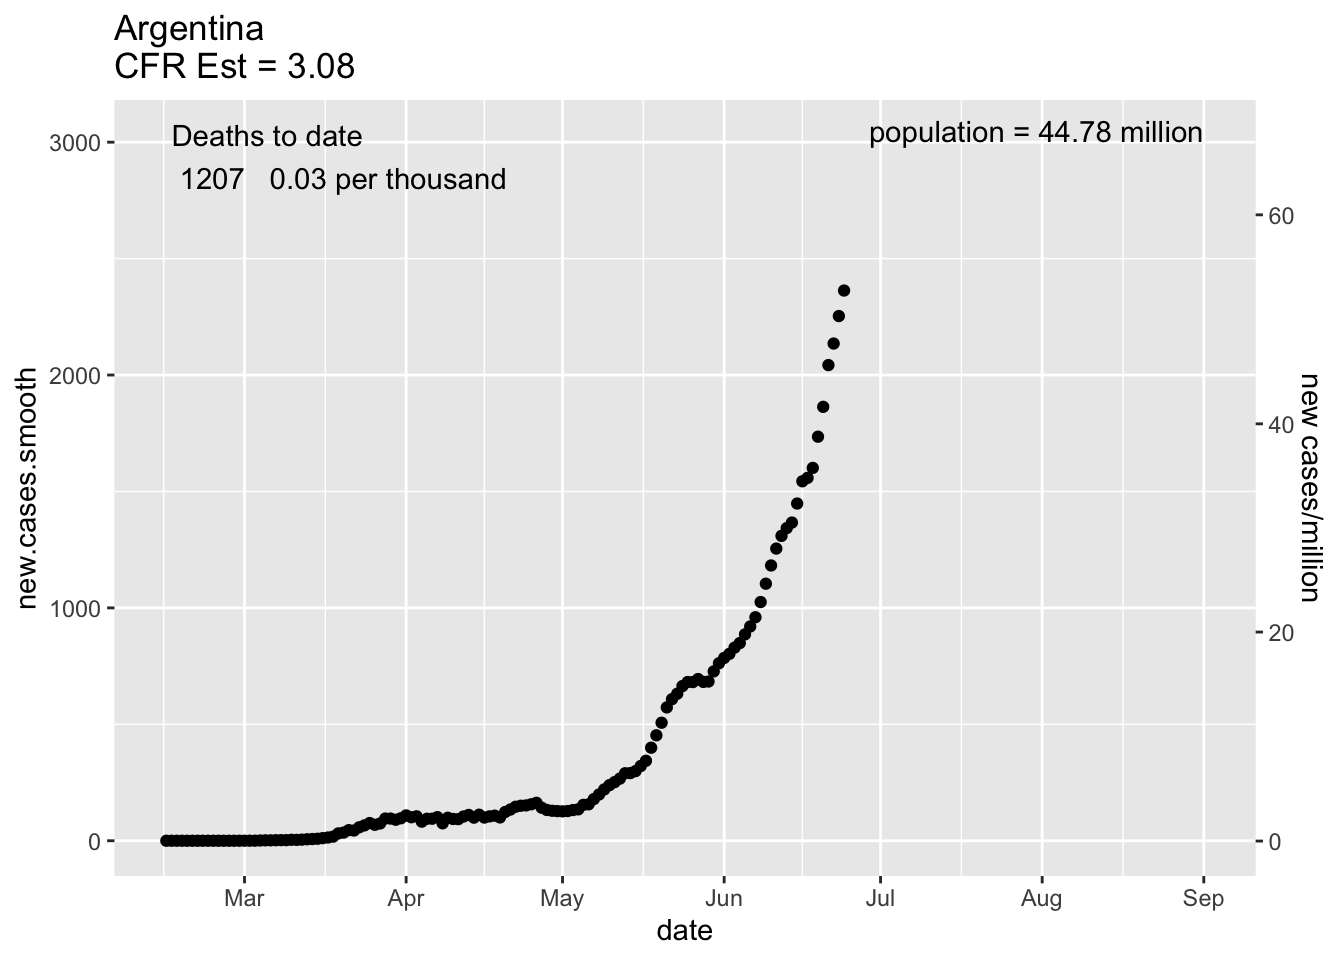 Argentina
CFR Est = 3.08
Deaths to date
1207 0.03 per thousand
population = 44.78 million
3000
2000
1000
0
new.cases.smooth
60
40
20
0
new cases/million
Mar Apr May Jun Jul Aug Sep
date